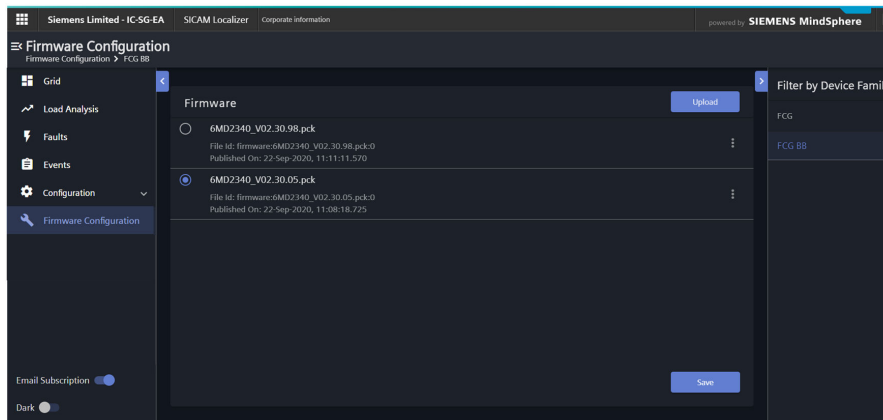 Siemens Limited - IC-SG-EA
SICAM Localizer
Corporate information
powered by SIEMENS MindSphere
Firmware Configuration
Firmware Configuration > FCG BB
Grid
Load Analysis
Faults
Events
Configuration
Firmware Configuration
Email Subscription
Dark
Firmware
Upload
6MD2340_V02.30.98.pck
File Id: firmware:6MD2340_V02.30.98.pck:0
Published On: 22-Sep-2020, 11:11:11.570
6MD2340_V02.30.05.pck
File Id: firmware:6MD2340_V02.30.05.pck:0
Published On: 22-Sep-2020, 11:08:18.725
Save
Filter by Device Famil
FCG
FCG BB